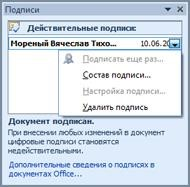 Подписи
Действительные подписи:
Мореный Вячеслав Тихо... 10.06.20
Подписать еще раз...
Состав подписи...
Настройка подписи...
Удалить подпись
Документ подписан.
При внесении любых изменений в документ
цифровые подписи становятся
недействительными.
Дополнительные сведения о подписях в
документах Office...